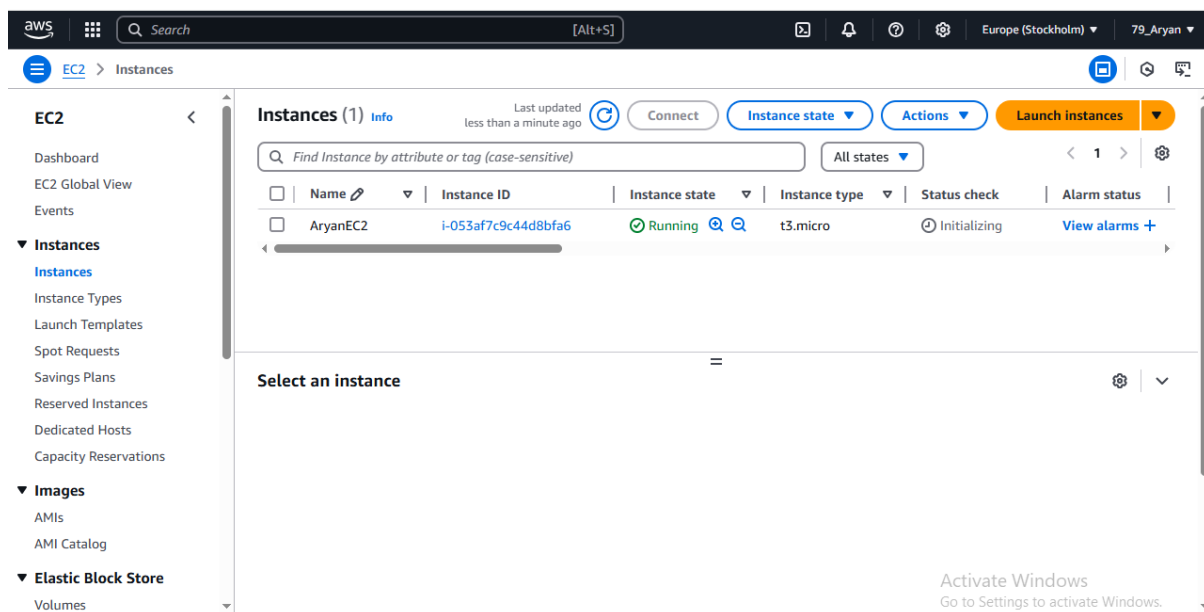 aws
Search [Alt+S]
Europe (Stockholm) ▼
79_Aryan ▼
EC2 > Instances
EC2
Dashboard
EC2 Global View
Events
▼ Instances
Instances
Instance Types
Launch Templates
Spot Requests
Savings Plans
Reserved Instances
Dedicated Hosts
Capacity Reservations
▼ Images
AMIs
AMI Catalog
▼ Elastic Block Store
Volumes
Instances (1) Info
Last updated
less than a minute ago
Connect
Instance state ▼
Actions ▼
Launch instances ▼
Find Instance by attribute or tag (case-sensitive)
All states ▼
< 1 >
Name Instance ID Instance state Instance type Status check Alarm status
AryanEC2 i-053af7c9c44d8bfa6 Running t3.micro Initializing View alarms +
Select an instance
Activate Windows
Go to Settings to activate Windows.